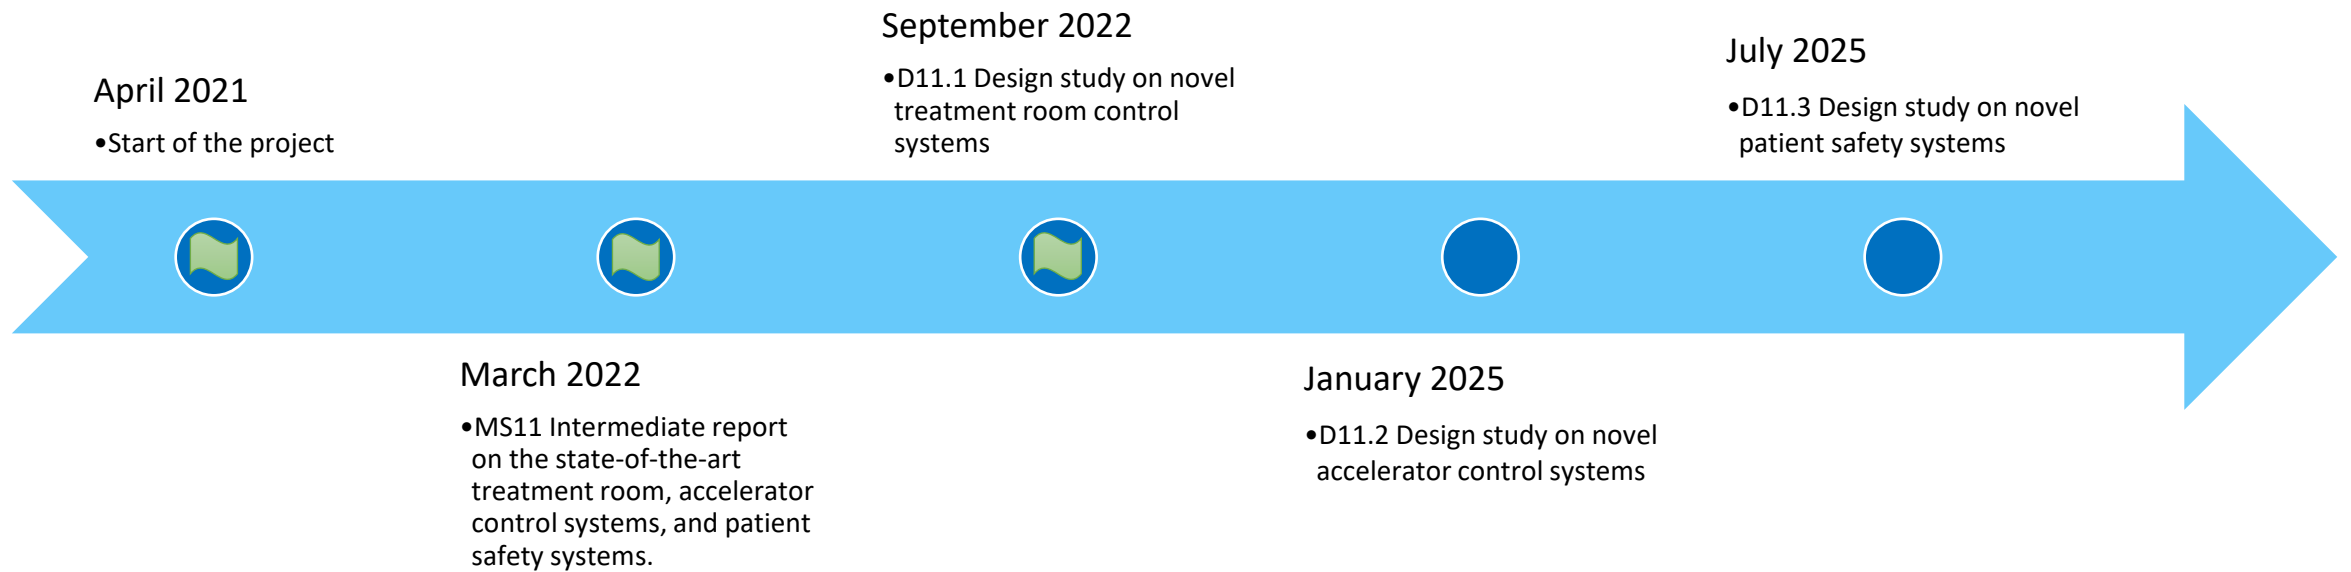 April 2021
•Start of the project
March 2022
•MS11 Intermediate report
on the state-of-the-art
treatment room, accelerator
control systems, and patient
safety systems.
September 2022
•D11.1 Design study on novel
treatment room control
systems
January 2025
•D11.2 Design study on novel
accelerator control systems
July 2025
•D11.3 Design study on novel
patient safety systems